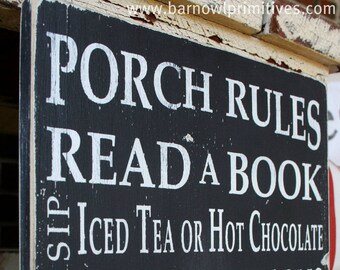 www.barnowlprimitives.com
PORCH RULES
READ A BOOK
SIP ICED TEA OR HOT CHOCOLATE